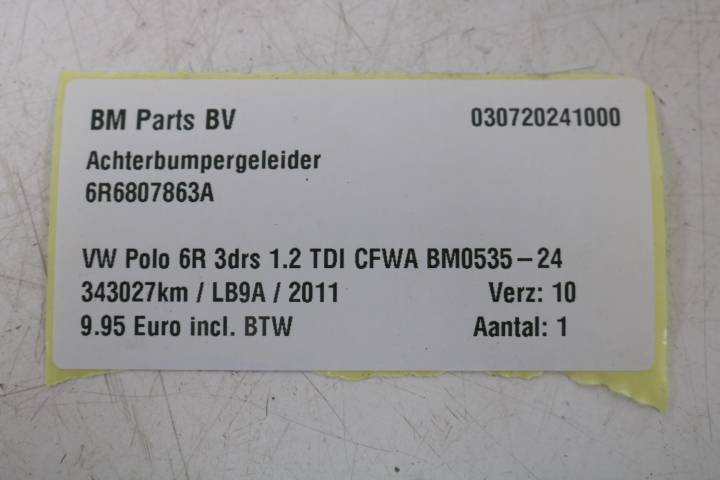 BM Parts BV 030720241000
Achterbumpergeleider
6R6807863A
VW Polo 6R 3drs 1.2 TDI CFWA BM0535-24
343027km / LB9A / 2011 Verz: 10
9.95 Euro incl. BTW Aantal: 1